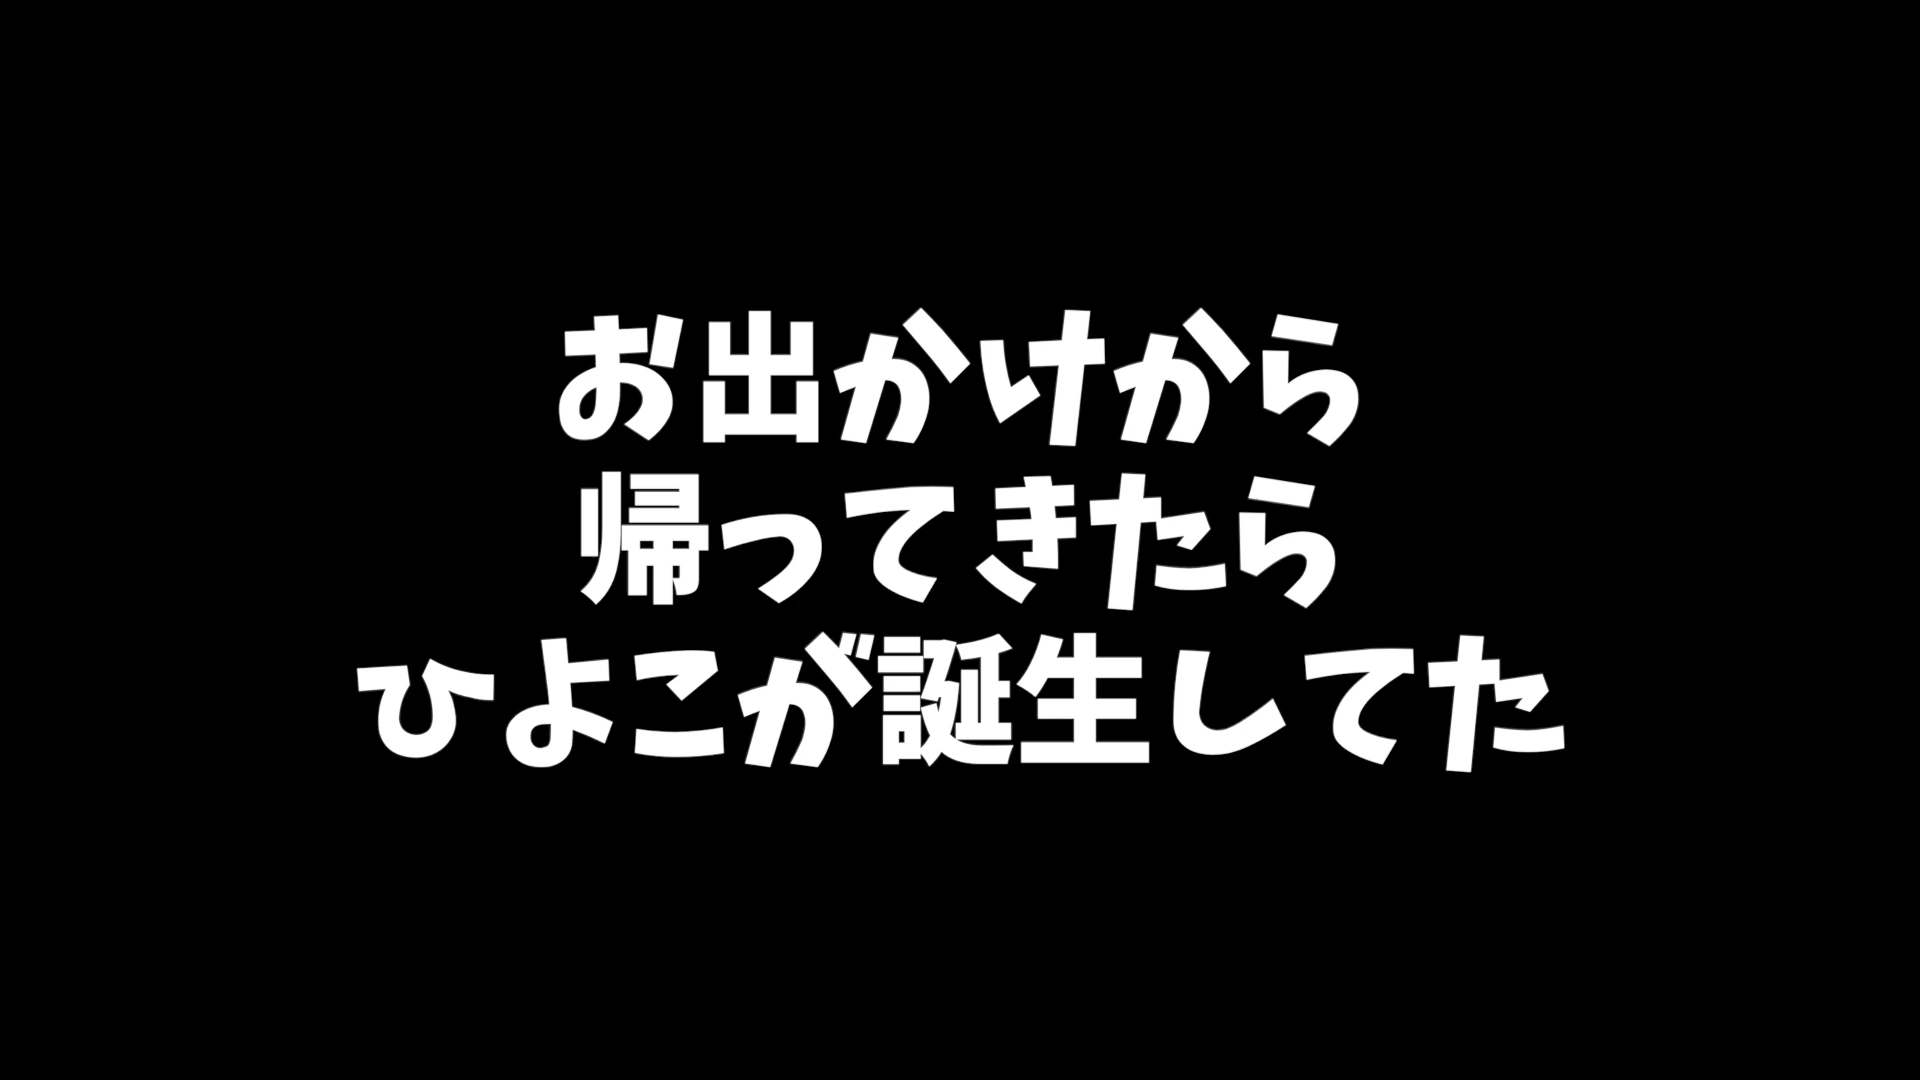 お出かけから
帰ってきたら
ひよこが誕生してた